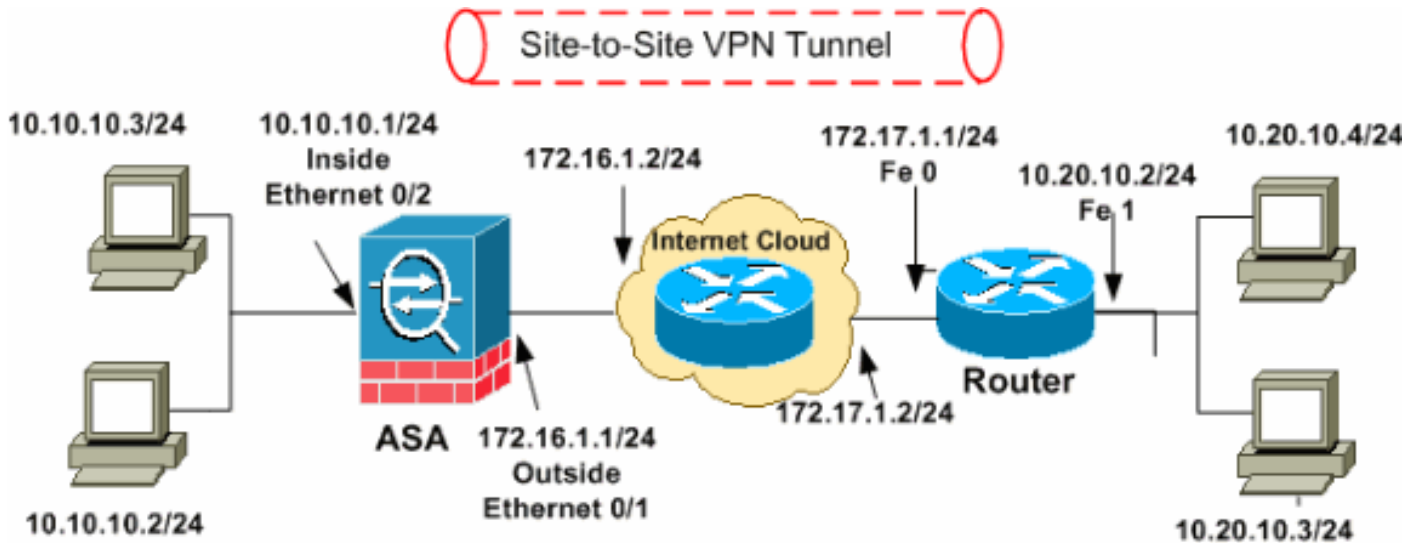 Site-to-Site VPN Tunnel
10.10.10.3/24
10.10.10.1/24
Inside
Ethernet 0/2
172.16.1.2/24
172.17.1.1/24
Fe 0
10.20.10.2/24
Fe 1
10.20.10.4/24
Internet Cloud
ASA
172.16.1.1/24
Outside
Ethernet 0/1
172.17.1.2/24
Router
10.10.10.2/24
10.20.10.3/24